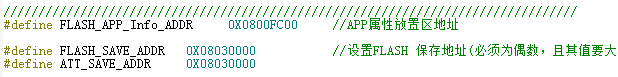 ////////////////////////////////////////////////////////////////////////////////////
#define FLASH_APP_Info_ADDR 0X0800FC00 //APP属性放置区地址
#define FLASH_SAVE_ADDR 0X08030000 //设置FLASH 保存地址(必须为偶数，且其值要大
#define ATT_SAVE_ADDR 0X08030000